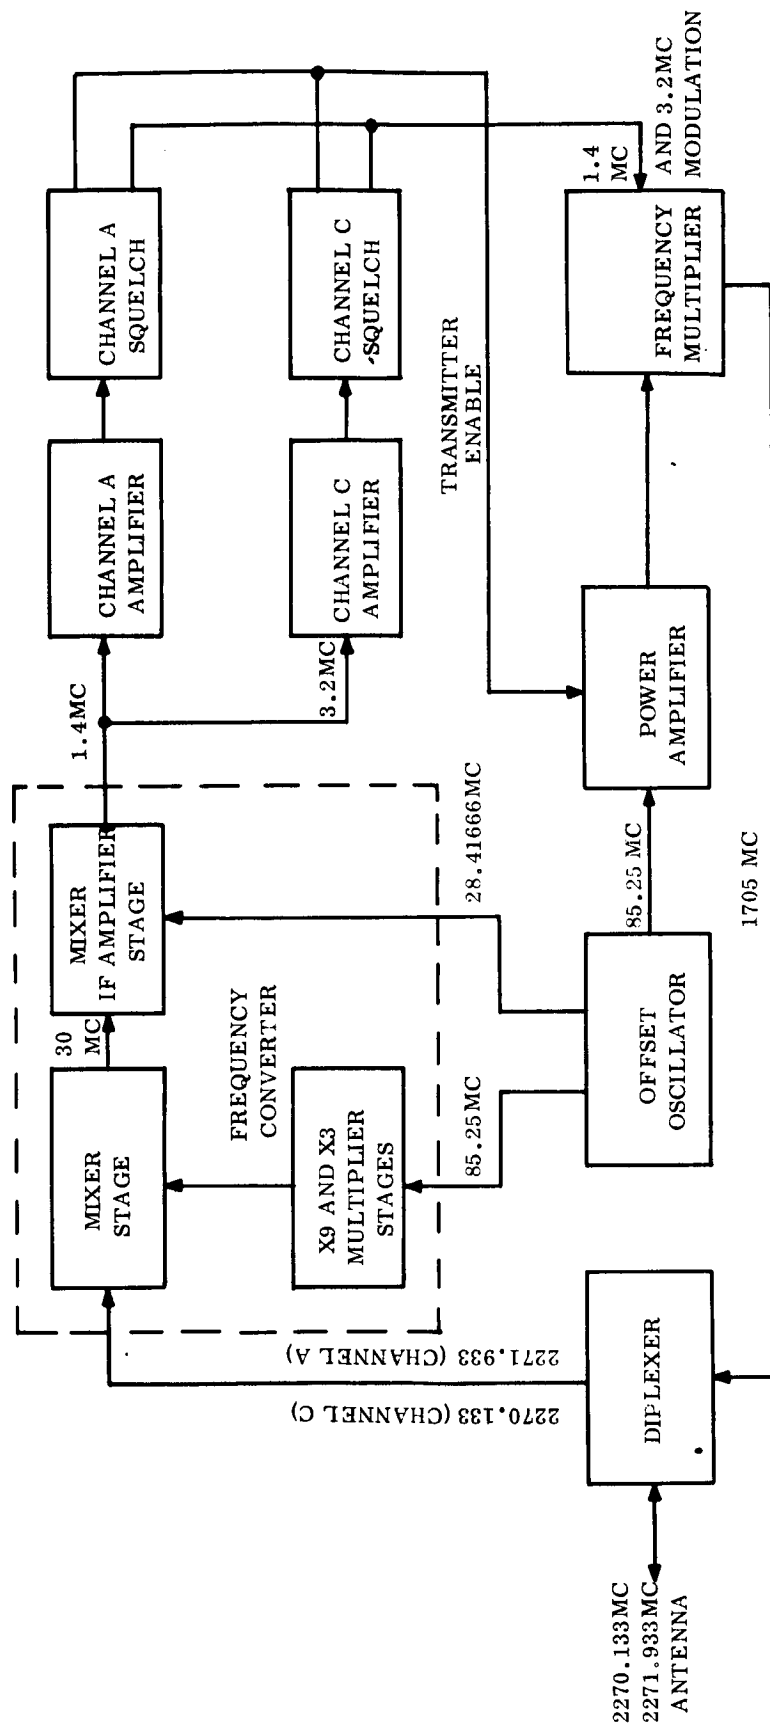 2270.133MC
2271.933MC
ANTENNA
DIPLEXER
2270.133 (CHANNEL C)
2271.933 (CHANNEL A)
MIXER
STAGE
X9 AND X3
MULTIPLIER
STAGES
FREQUENCY
CONVERTER
30
MC
MIXER
IF AMPLIFIER
STAGE
85.25MC
28.41666MC
OFFSET
OSCILLATOR
85.25 MC
1705 MC
POWER
AMPLIFIER
1.4MC
3.2MC
CHANNEL A
AMPLIFIER
CHANNEL C
AMPLIFIER
CHANNEL A
SQUELCH
CHANNEL C
SQUELCH
TRANSMITTER
ENABLE
FREQUENCY
MULTIPLIER
1.4
MC
AND 3.2MC
MODULATION